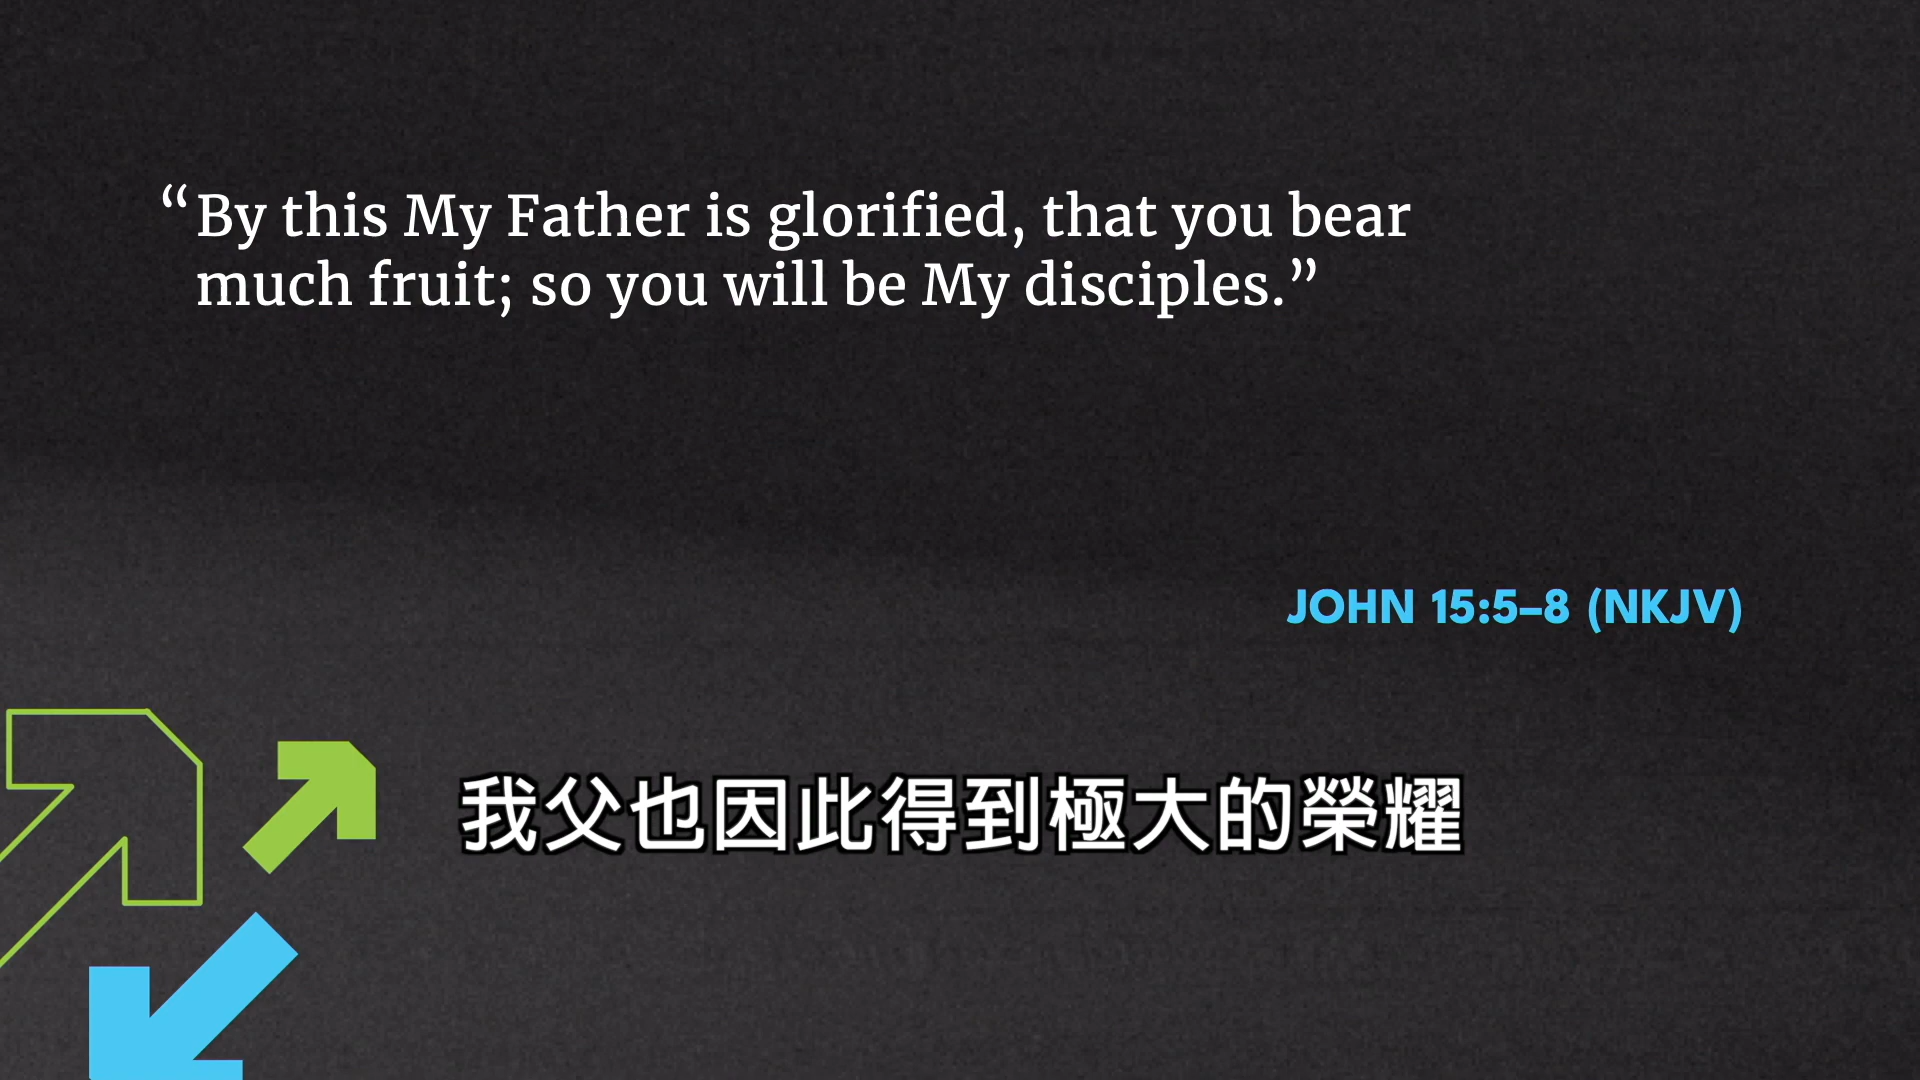 “By this My Father is glorified, that you bear
much fruit; so you will be My disciples.”
JOHN 15:5–8 (NKJV)
我父也因此得到極大的榮耀